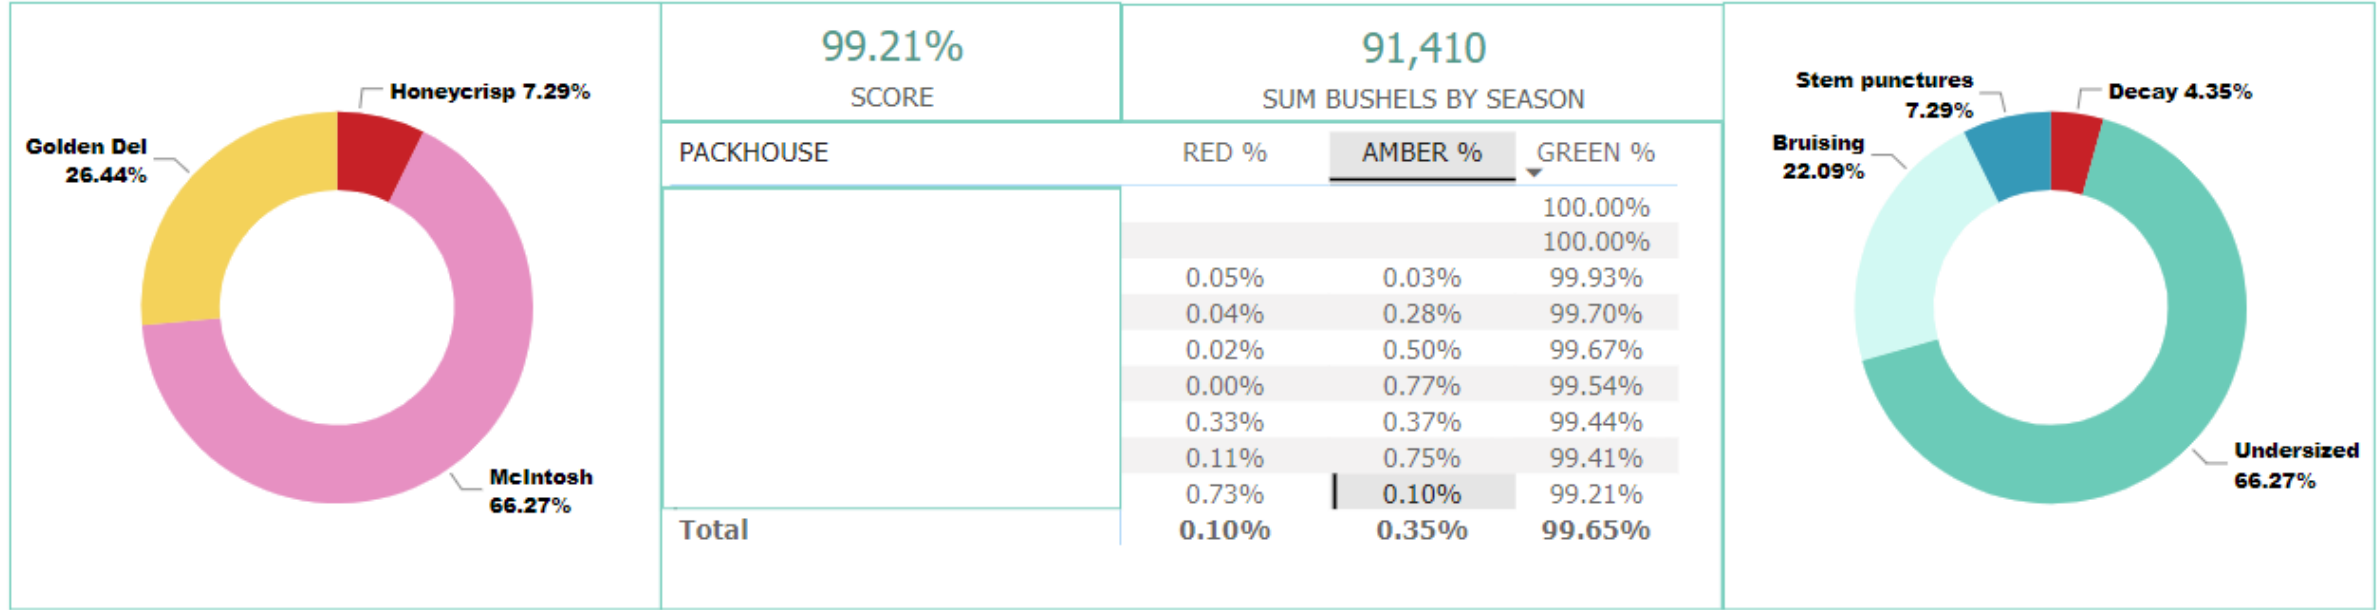 Honeycrisp 7.29%
Golden Del
26.44%
McIntosh
66.27%
99.21%
SCORE
91,410
SUM BUSHELS BY SEASON
PACKHOUSE RED % AMBER % GREEN %
100.00%
100.00%
0.05% 0.03% 99.93%
0.04% 0.28% 99.70%
0.02% 0.50% 99.67%
0.00% 0.77% 99.54%
0.33% 0.37% 99.44%
0.11% 0.75% 99.41%
0.73% 0.10% 99.21%
Total 0.10% 0.35% 99.65%
Stem punctures
7.29%
Decay 4.35%
Bruising
22.09%
Undersized
66.27%